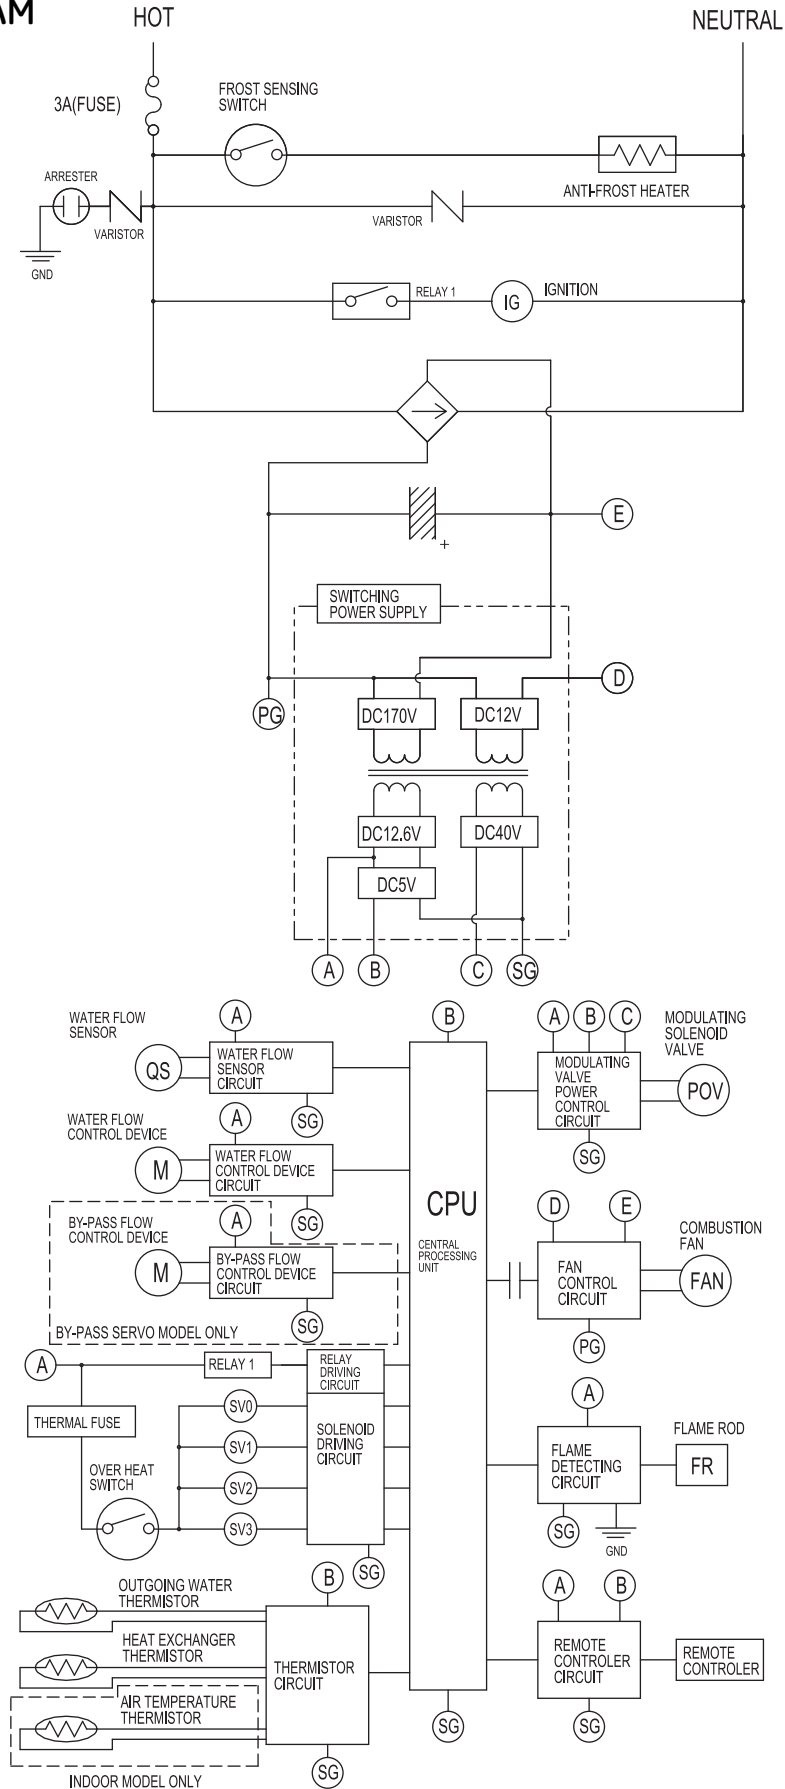 AM
HOT
NEUTRAL
3A(FUSE)
FROST SENSING
SWITCH
ARRESTER
ANTI-FROST HEATER
VARISTOR
VARISTOR
GND
RELAY 1
IG
IGNITION
E
+
SWITCHING
POWER SUPPLY
D
PG
DC170V
DC12V
DC12.6V
DC40V
DC5V
A
B
C
SG
WATER FLOW
SENSOR
A
QS
WATER FLOW
SENSOR
CIRCUIT
SG
WATER FLOW
CONTROL DEVICE
A
M
WATER FLOW
CONTROL DEVICE
CIRCUIT
SG
BY-PASS FLOW
CONTROL DEVICE
A
M
BY-PASS FLOW
CONTROL DEVICE
CIRCUIT
SG
BY-PASS SERVO MODEL ONLY
B
CPU
CENTRAL
PROCESSING
UNIT
SG
A
B
C
MODULATING
SOLENOID
VALVE
MODULATING
VALVE
POWER
CONTROL
CIRCUIT
POV
SG
D
E
COMBUSTION
FAN
FAN
CONTROL
CIRCUIT
FAN
PG
A
RELAY 1
RELAY
DRIVING
CIRCUIT
THERMAL FUSE
SV0
SV1
SV2
SV3
SOLENOID
DRIVING
CIRCUIT
OVER HEAT
SWITCH
SG
A
FLAME ROD
FLAME
DETECTING
CIRCUIT
FR
SG
GND
OUTGOING WATER
THERMISTOR
B
HEAT EXCHANGER
THERMISTOR
THERMISTOR
CIRCUIT
AIR TEMPERATURE
THERMISTOR
INDOOR MODEL ONLY
SG
A
B
REMOTE
CONTROLER
CIRCUIT
REMOTE
CONTROLER
SG